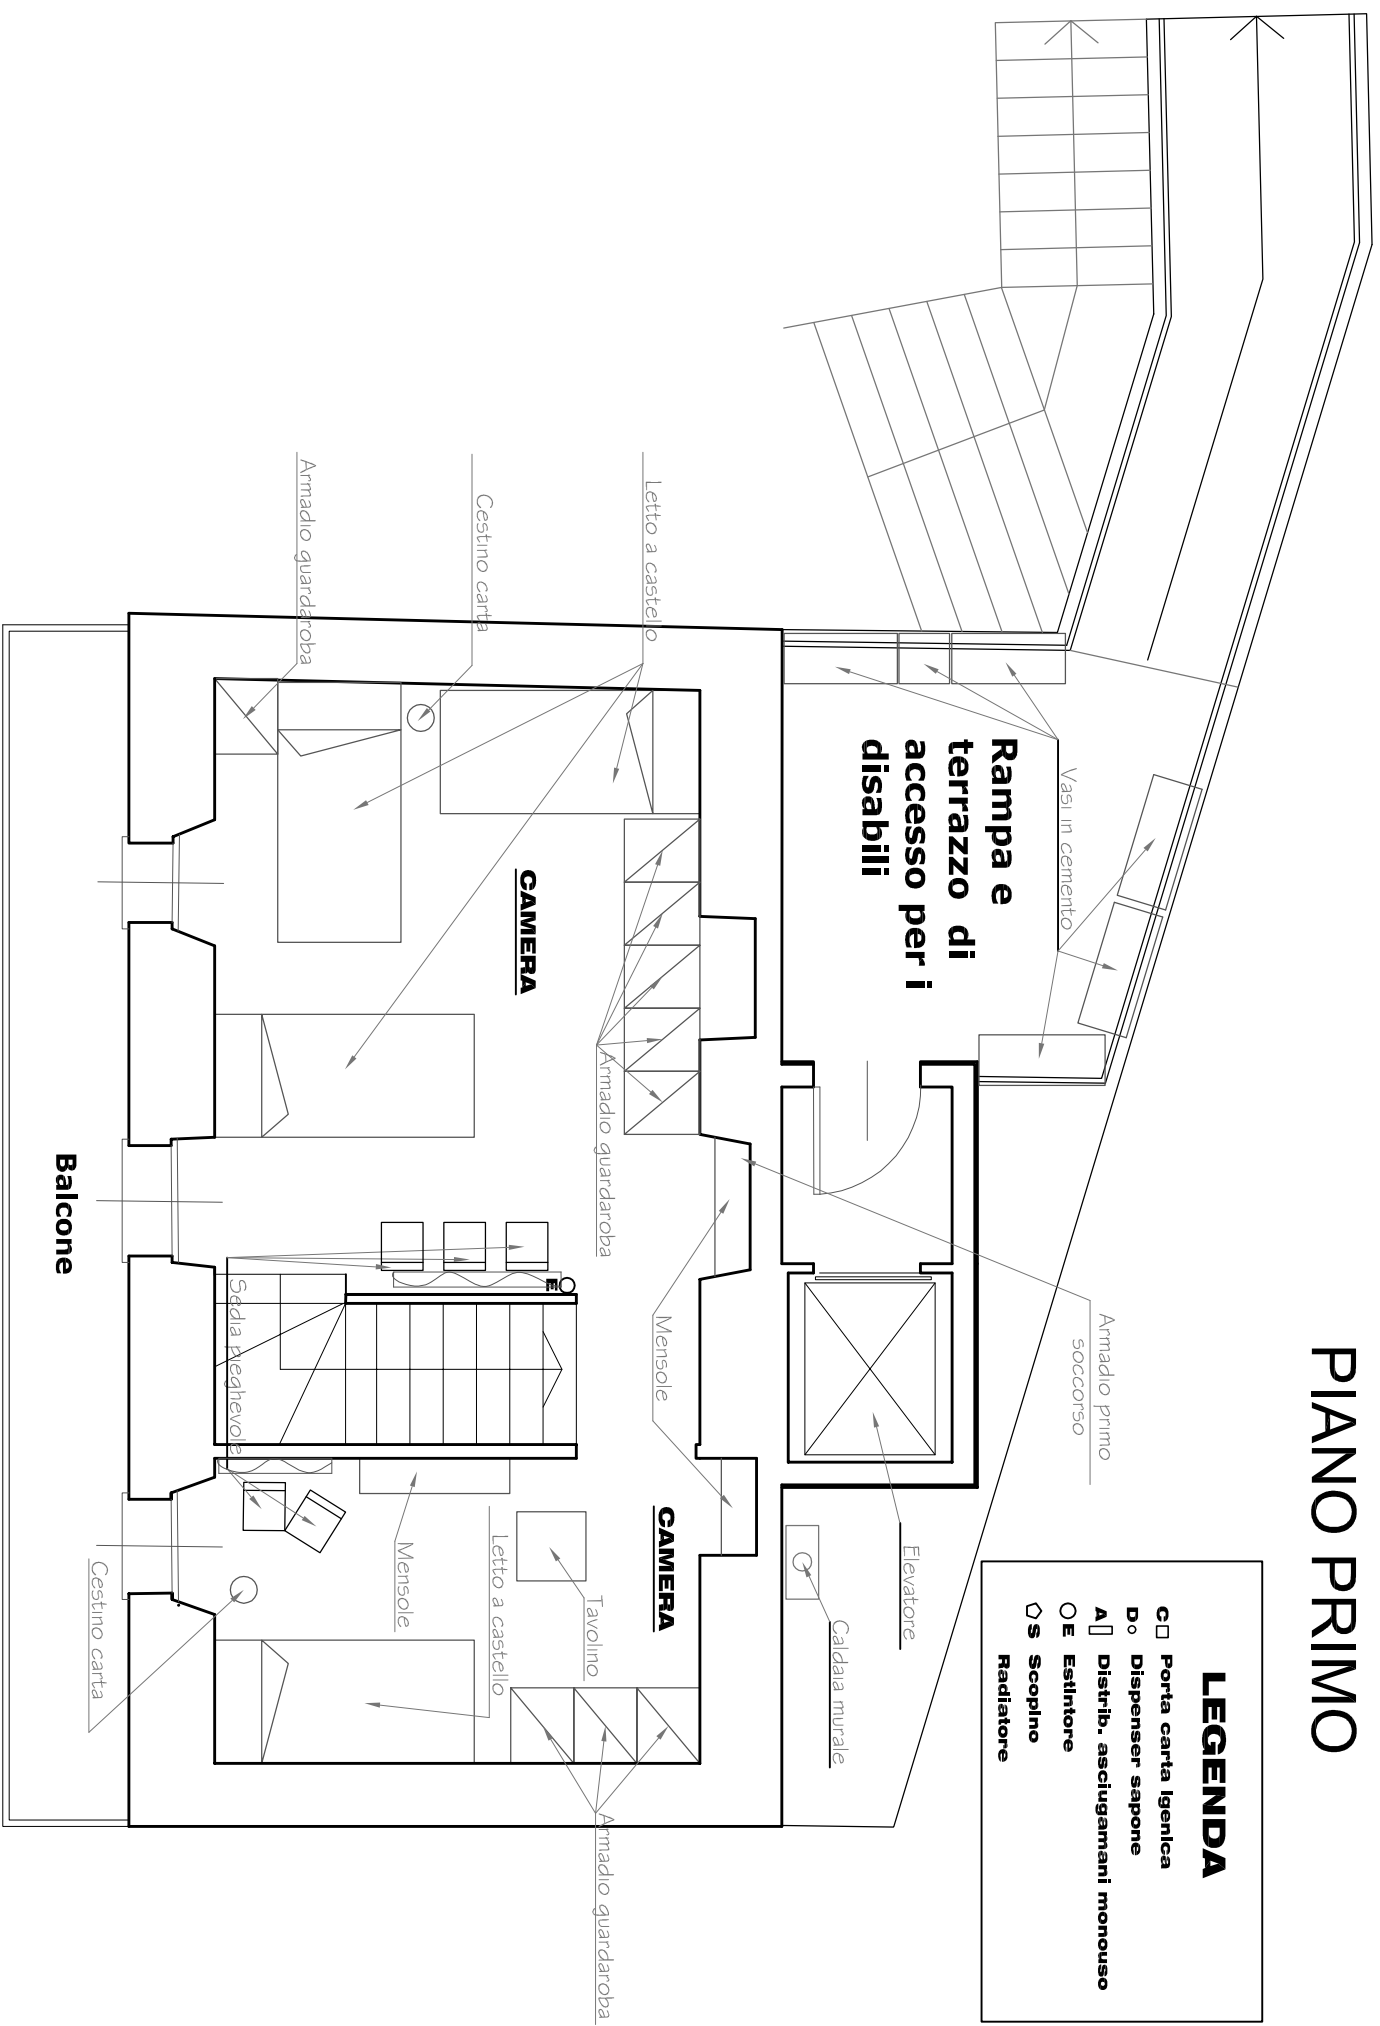 PIANO PRIMO
LEGENDA
C Porta carta Igenica
D Dispenser sapone
A Distrib. asciugamani monouso
E Estintore
S Scopino
Radiatore
Rampa e
terrazzo di
accesso per i
disabili
Vasi in cemento
Armadio primo
soccorso
Elevatore
Caldaia murale
Letto a castello
Cestino carta
Armadio guardaroba
CAMERA
Armadio guardaroba
Mensole
E
Sedia pieghevole
CAMERA
Tavolino
Letto a castello
Mensole
Cestino carta
Armadio guardaroba
Balcone